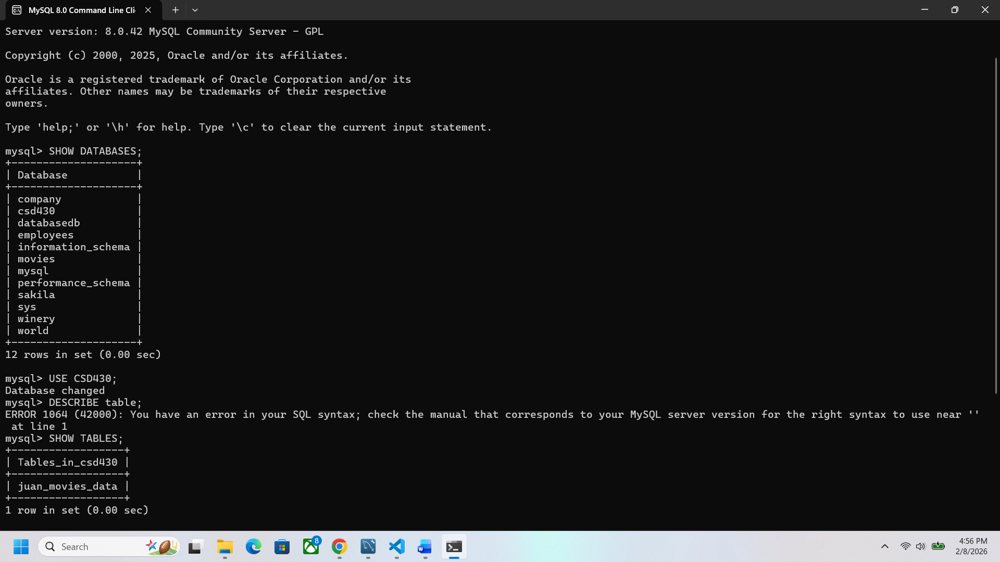 MySQL 8.0 Command Line Cli
Server version: 8.0.42 MySQL Community Server - GPL
Copyright (c) 2000, 2025, Oracle and/or its affiliates.
Oracle is a registered trademark of Oracle Corporation and/or its
affiliates. Other names may be trademarks of their respective
owners.
Type 'help;' or '\h' for help. Type '\c' to clear the current input statement.
mysql> SHOW DATABASES;
+--------------------+
| Database           |
+--------------------+
| company            |
| csd430             |
| databasedb         |
| employees          |
| information_schema |
| movies             |
| mysql              |
| performance_schema |
| sakila             |
| sys                |
| winery             |
| world              |
+--------------------+
12 rows in set (0.00 sec)
mysql> USE CSD430;
Database changed
mysql> DESCRIBE table;
ERROR 1064 (42000): You have an error in your SQL syntax; check the manual that corresponds to your MySQL server version for the right syntax to use near ''
 at line 1
mysql> SHOW TABLES;
+------------------+
| Tables_in_csd430 |
+------------------+
| juan_movies_data |
+------------------+
1 row in set (0.00 sec)
Search
8
4:56 PM
2/8/2026